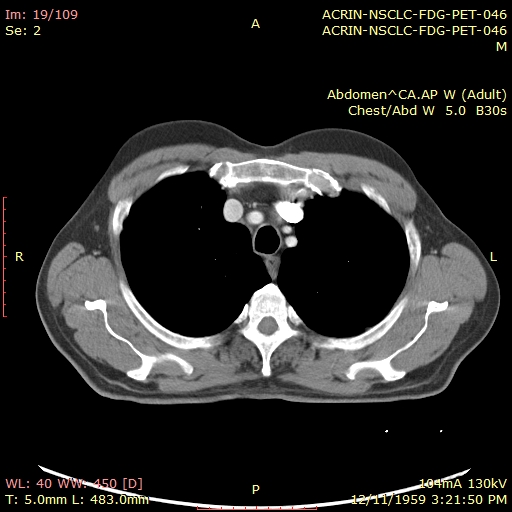 Im: 19/109
Se: 2
A
ACRIN-NSCLC-FDG-PET-046
ACRIN-NSCLC-FDG-PET-046
M
Abdomen^CA.AP W (Adult)
Chest/Abd W 5.0 B30s
R
L
WL: 40 WW: 450 [D]
T: 5.0mm L: 483.0mm
P
104mA 130kV
12/11/1959 3:21:50 PM